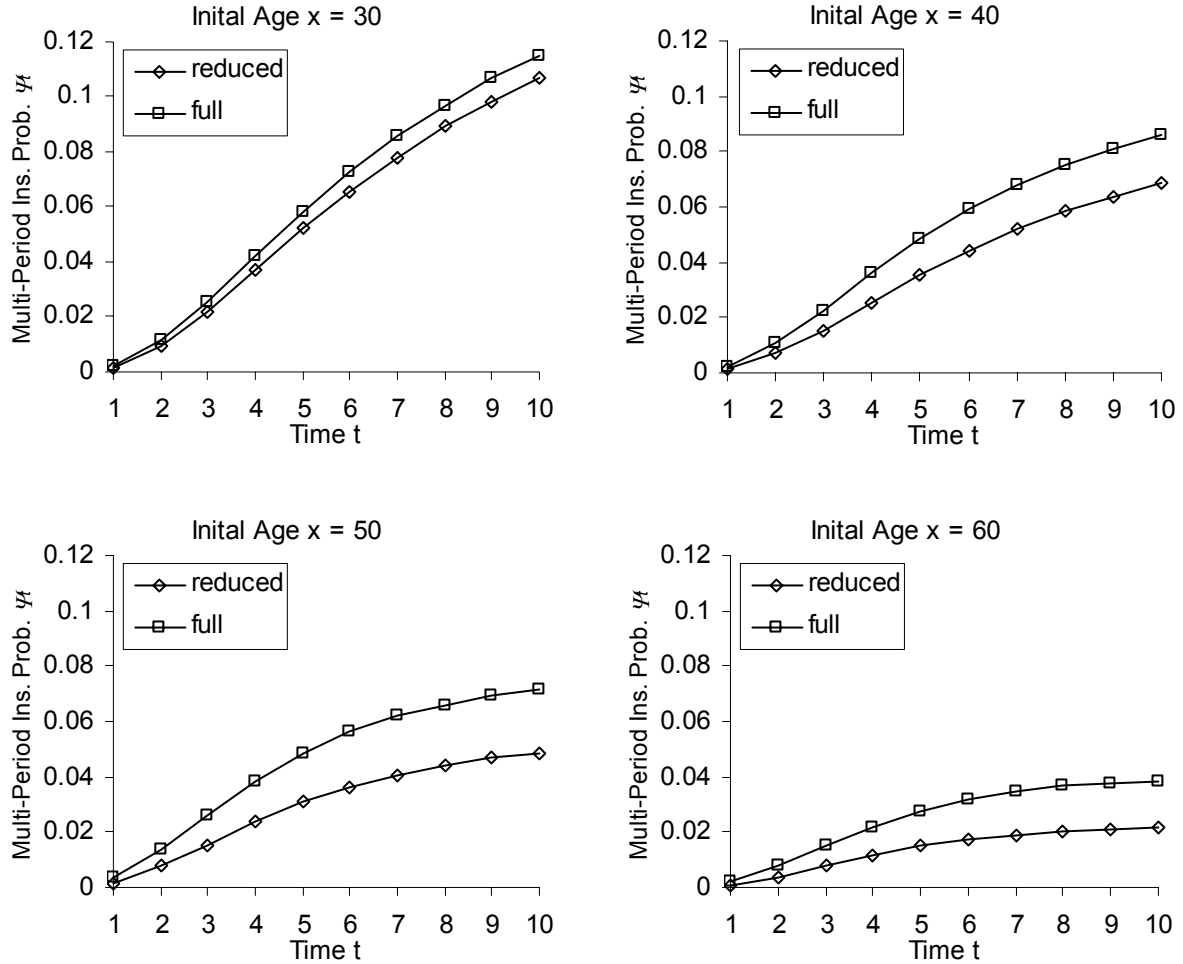 Inital Age x = 30
Multi-Period Ins. Prob. Ψt
0.12
0.1
0.08
0.06
0.04
0.02
0
reduced
full
1 2 3 4 5 6 7 8 9 10
Time t
Inital Age x = 40
Multi-Period Ins. Prob. Ψt
0.12
0.1
0.08
0.06
0.04
0.02
0
reduced
full
1 2 3 4 5 6 7 8 9 10
Time t
Inital Age x = 50
Multi-Period Ins. Prob. Ψt
0.12
0.1
0.08
0.06
0.04
0.02
0
reduced
full
1 2 3 4 5 6 7 8 9 10
Time t
Inital Age x = 60
Multi-Period Ins. Prob. Ψt
0.12
0.1
0.08
0.06
0.04
0.02
0
reduced
full
1 2 3 4 5 6 7 8 9 10
Time t